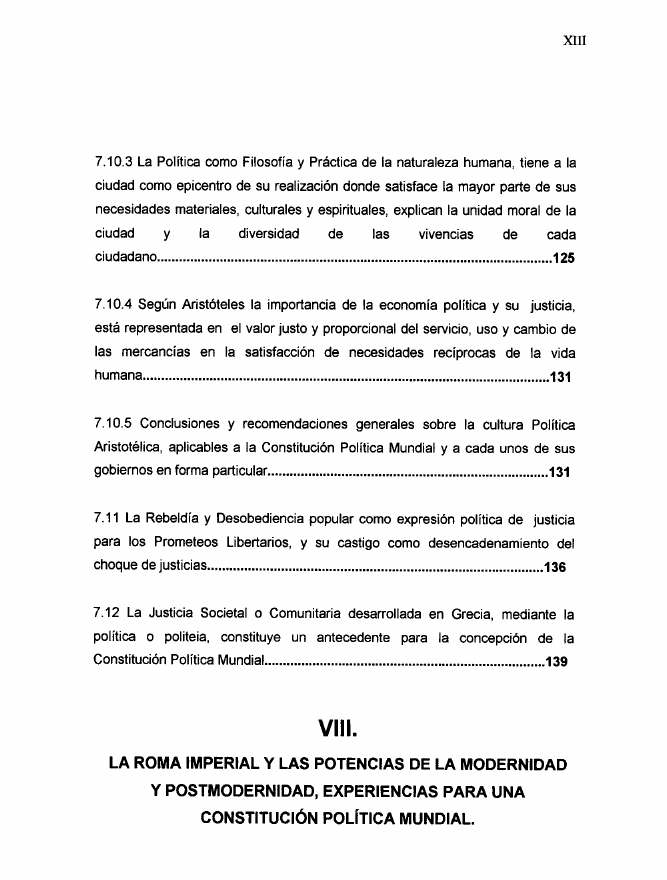 XIII
7.10.3 La Política como Filosofía y Práctica de la naturaleza humana, tiene a la
ciudad como epicentro de su realización donde satisface la mayor parte de sus
necesidades materiales, culturales y espirituales, explican la unidad moral de la
ciudad y la diversidad de las vivencias de cada
ciudadano.........................................................................................................125
7.10.4 Según Aristóteles la importancia de la economía política y su justicia,
está representada en el valor justo y proporcional del servicio, uso y cambio de
las mercancías en la satisfacción de necesidades recíprocas de la vida
humana.............................................................................................................131
7.10.5 Conclusiones y recomendaciones generales sobre la cultura Política
Aristotélica, aplicables a la Constitución Política Mundial y a cada unos de sus
gobiernos en forma particular...........................................................................131
7.11 La Rebeldía y Desobediencia popular como expresión política de justicia
para los Prometeos Libertarios, y su castigo como desencadenamiento del
choque de justicias..........................................................................................136
7.12 La Justicia Societal o Comunitaria desarrollada en Grecia, mediante la
política o politeia, constituye un antecedente para la concepción de la
Constitución Política Mundial...........................................................................139
VIII.
LA ROMA IMPERIAL Y LAS POTENCIAS DE LA MODERNIDAD
Y POSTMODERNIDAD, EXPERIENCIAS PARA UNA
CONSTITUCIÓN POLÍTICA MUNDIAL.